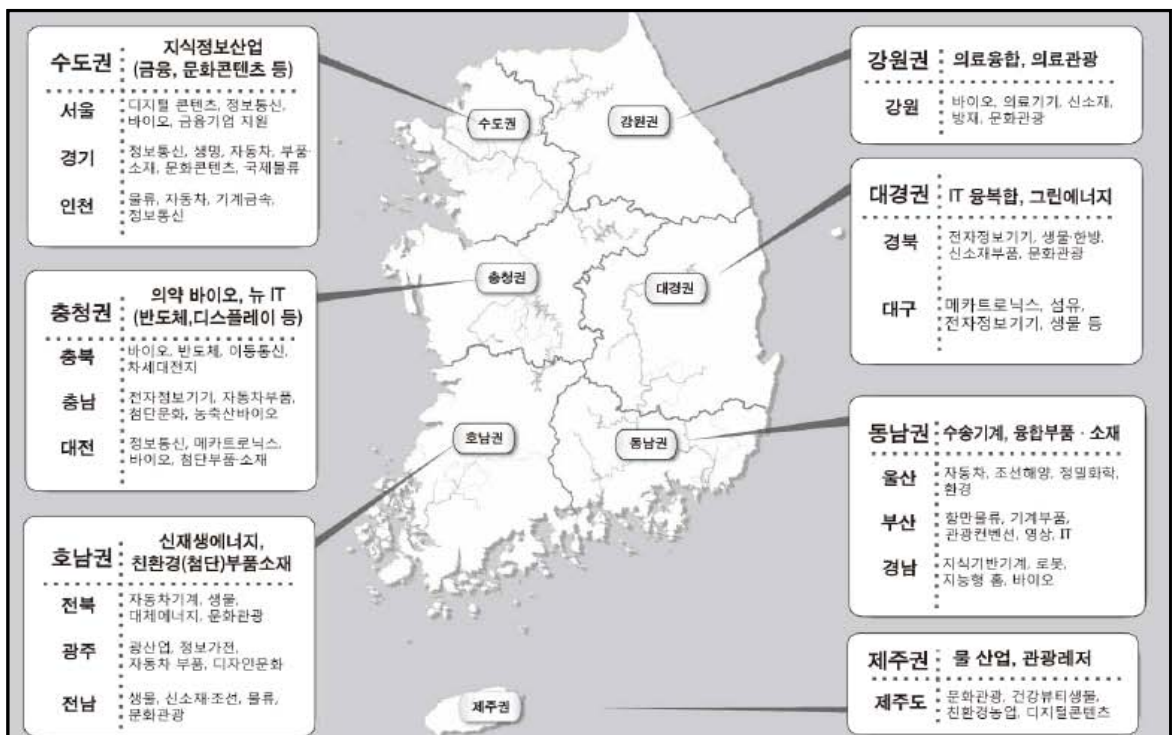 수도권
지식정보산업
(금융, 문화콘텐츠 등)
서울
디지털 콘텐츠, 정보통신,
바이오, 금융기업 지원
경기
정보통신, 생명, 자동차, 부품·
소재, 문화콘텐츠, 국제물류
인천
물류, 자동차, 기계금속,
정보통신
충청권
의약 바이오, 뉴 IT
(반도체,디스플레이 등)
충북
바이오, 반도체, 이동통신,
차세대전지
충남
전자정보기기, 자동차부품,
첨단문화, 농축산바이오
대전
정보통신, 메카트로닉스,
바이오, 첨단부품·소재
호남권
신재생에너지,
친환경(첨단)부품소재
전북
자동차기계, 생물,
대체에너지, 문화관광
광주
광산업, 정보가전,
자동차 부품, 디자인문화
전남
생물, 신소재·조선, 물류,
문화관광
수도권
강원권
충청권
대경권
호남권
동남권
제주권
강원권
의료융합, 의료관광
강원
바이오, 의료기기, 신소재,
방재, 문화관광
대경권
IT 융복합, 그린에너지
경북
전자정보기기, 생물·한방,
신소재부품, 문화관광
대구
메카트로닉스, 섬유,
전자정보기기, 생물 등
동남권
수송기계, 융합부품 · 소재
울산
자동차, 조선해양, 정밀화학,
환경
부산
항만물류, 기계부품,
관광컨벤션, 영상, IT
경남
지식기반기계, 로봇,
지능형 홈, 바이오
제주권
물 산업, 관광레저
제주도
문화관광, 건강뷰티생물,
친환경농업, 디지털콘텐츠